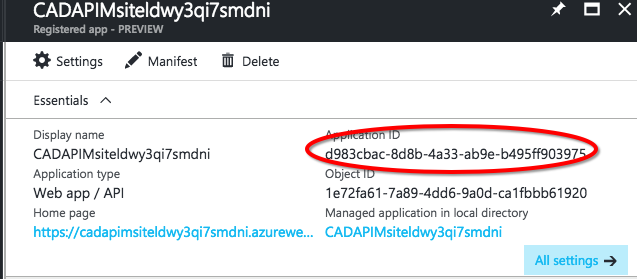 CADAPIMsiteldwy3qi7smdni
Registered app - PREVIEW
Settings Manifest Delete
Essentials
Display name
CADAPIMsiteldwy3qi7smdni
Application type
Web app / API
Home page
https://cadapimsiteldwy3qi7smdni.azurewe...
Application ID
d983cbac-8d8b-4a33-ab9e-b495ff903975
Object ID
1e72fa61-7a89-4dd6-9a0d-ca1fbbb61920
Managed application in local directory
CADAPIMsiteldwy3qi7smdni
All settings